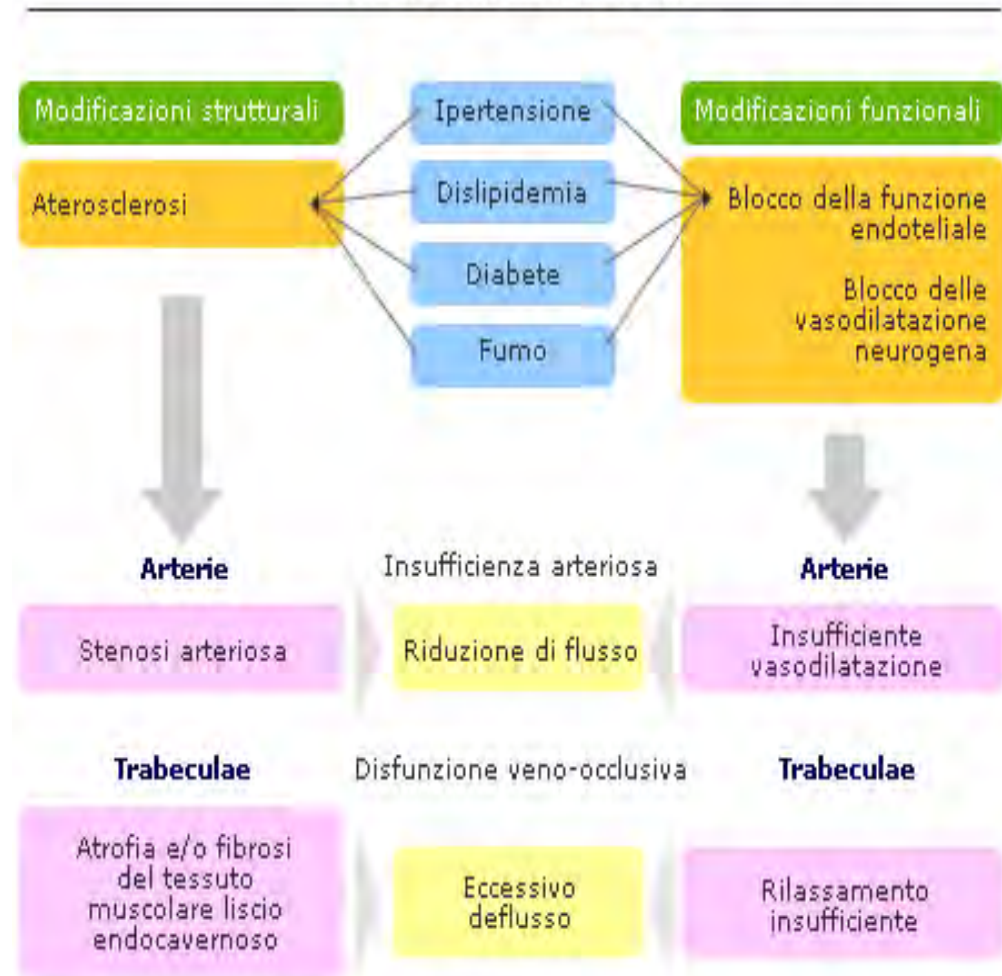 Modificazioni strutturali
Ipertensione
Modificazioni funzionali
Aterosclerosi
Dislipidemia
Diabete
Fumo
Blocco della funzione
endoteliale
Blocco delle
vasodilatazione
neurogena
Arterie
Insufficienza arteriosa
Arterie
Stenosi arteriosa
Riduzione di flusso
Insufficiente
vasodilatazione
Trabeculae
Disfunzione veno-occlusiva
Trabeculae
Atrofia e/o fibrosi
del tessuto
muscolare liscio
endocavernoso
Eccessivo
deflusso
Rilassamento
insufficiente